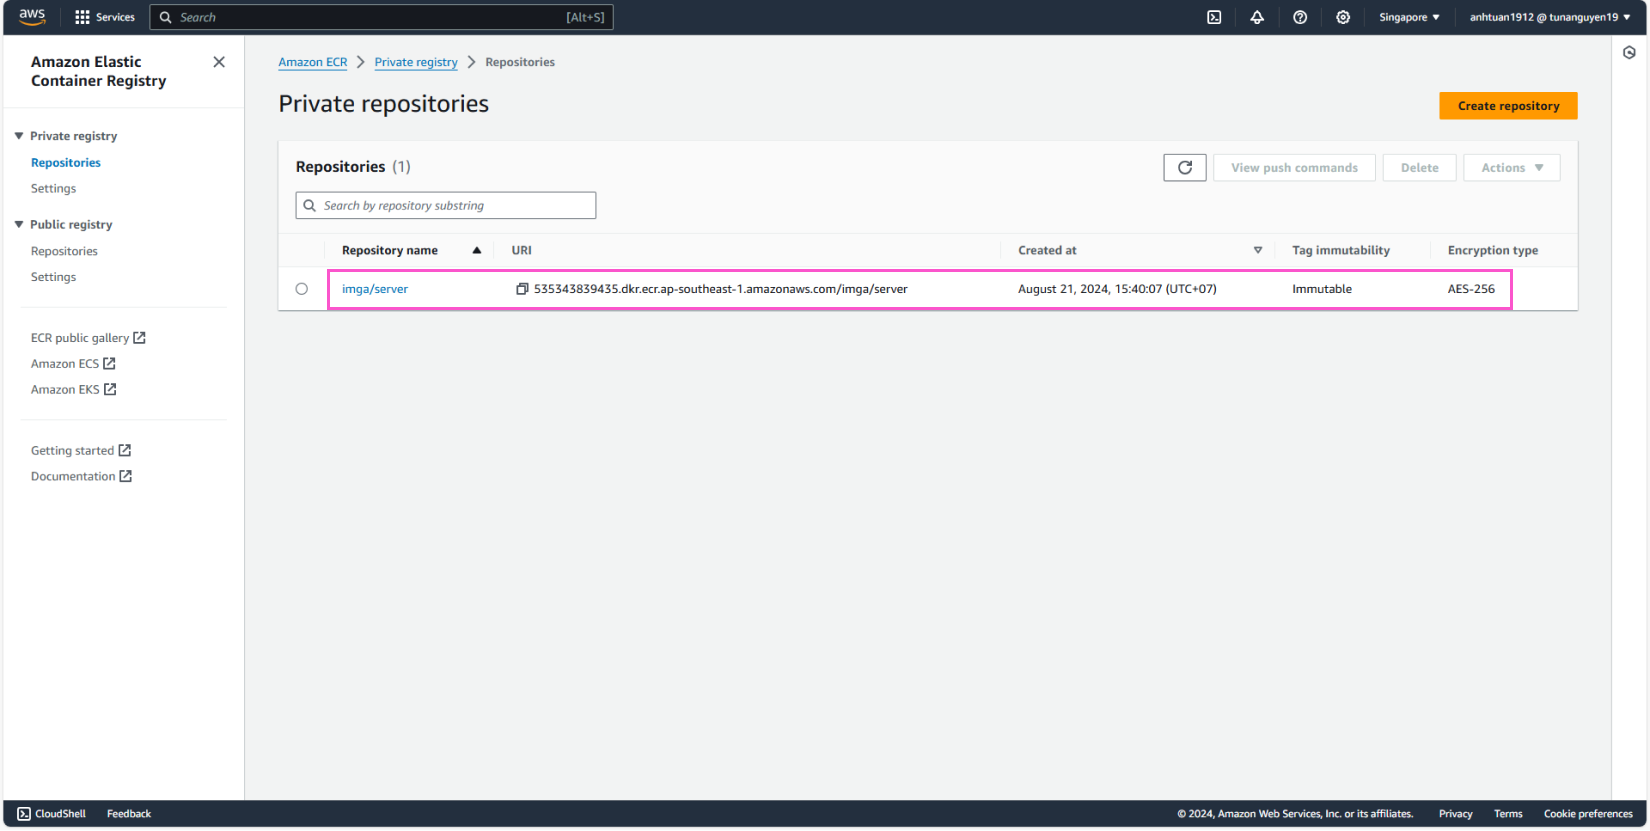 aws
Services
Search [Alt+S]
Singapore
anhtuan1912 @ tunanguyen19
Amazon Elastic
Container Registry
Private registry
Repositories
Settings
Public registry
Repositories
Settings
ECR public gallery
Amazon ECS
Amazon EKS
Getting started
Documentation
Amazon ECR Private registry Repositories
Private repositories
Create repository
Repositories (1)
View push commands Delete Actions
Search by repository substring
Repository name URI Created at Tag immutability Encryption type
imga/server 535343839435.dkr.ecr.ap-southeast-1.amazonaws.com/imga/server August 21, 2024, 15:40:07 (UTC+07) Immutable AES-256
CloudShell Feedback © 2024, Amazon Web Services, Inc. or its affiliates. Privacy Terms Cookie preferences